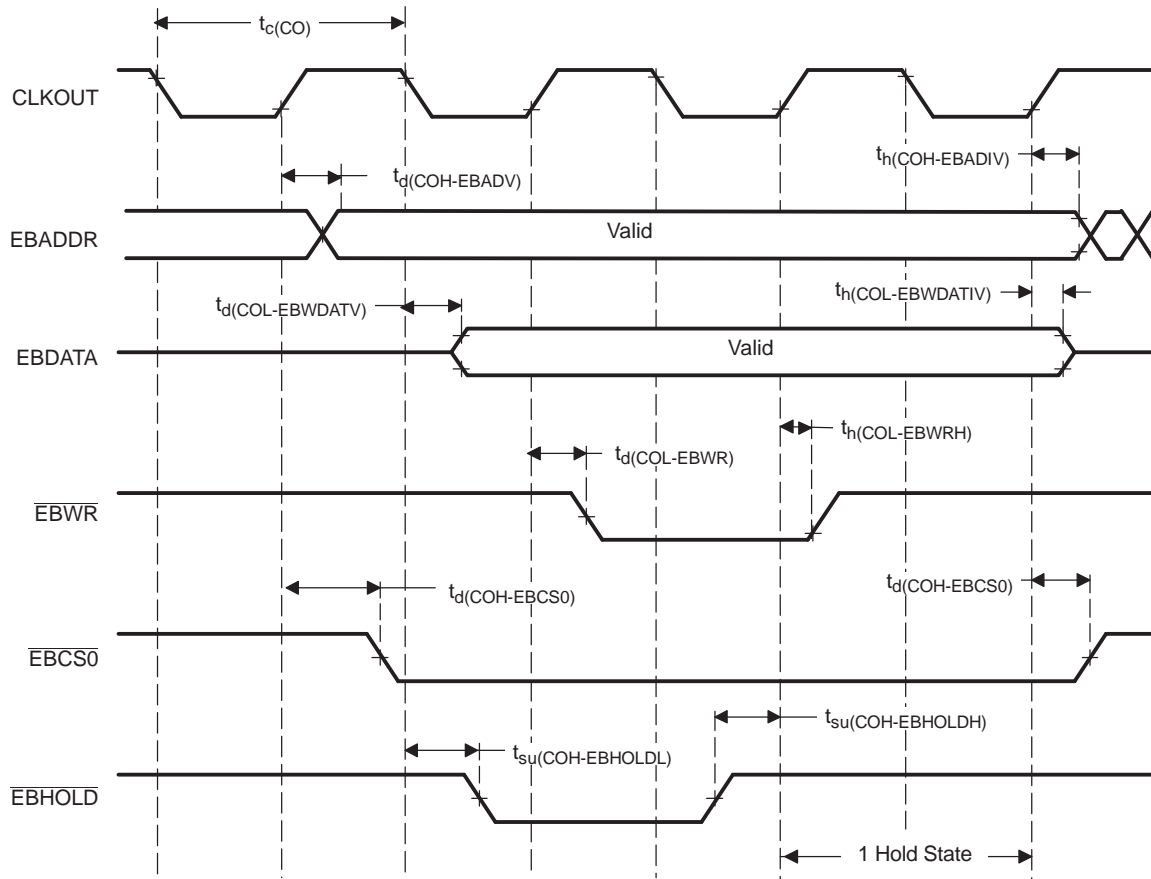 tc(CO)
CLKOUT
th(COH-EBADIV)
td(COH-EBADV)
EBADDR
Valid
td(COL-EBWDATV)
th(COL-EBWDATIV)
EBDATA
Valid
th(COL-EBWRH)
td(COL-EBWR)
EBWR
td(COH-EBCS0)
td(COH-EBCS0)
EBCS0
tsu(COH-EBHOLDH)
tsu(COH-EBHOLDL)
EBHOLD
1 Hold State